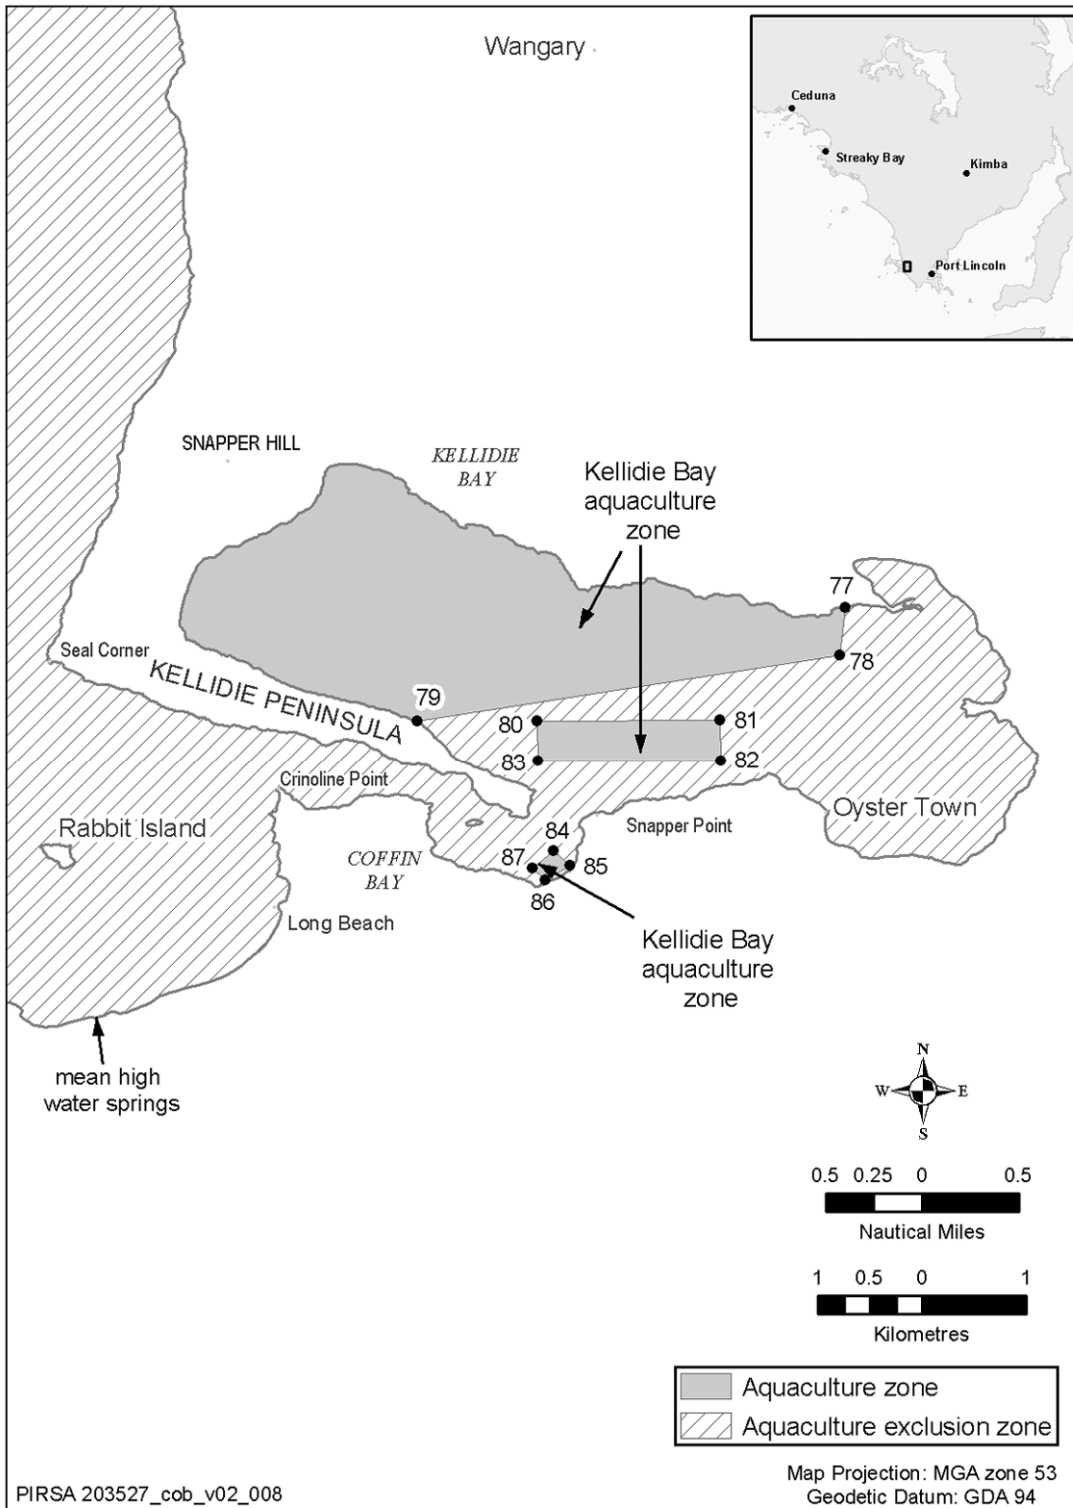 Wangary
Ceduna
Streaky Bay
Kimba
Port Lincoln
SNAPPER HILL
KELLIDIE
BAY
Kellidie Bay
aquaculture
zone
77
78
Seal Corner
KELLIDIE PENINSULA
79
80
81
83
82
Crinoline Point
Rabbit Island
Oyster Town
Snapper Point
84
COFFIN
BAY
87
85
86
Long Beach
Kellidie Bay
aquaculture
zone
mean high
water springs
N
W
E
S
0.5 0.25 0 0.5
Nautical Miles
1 0.5 0 1
Kilometres
Aquaculture zone
Aquaculture exclusion zone
PIRSA 203527_cob_v02_008
Map Projection: MGA zone 53
Geodetic Datum: GDA 94